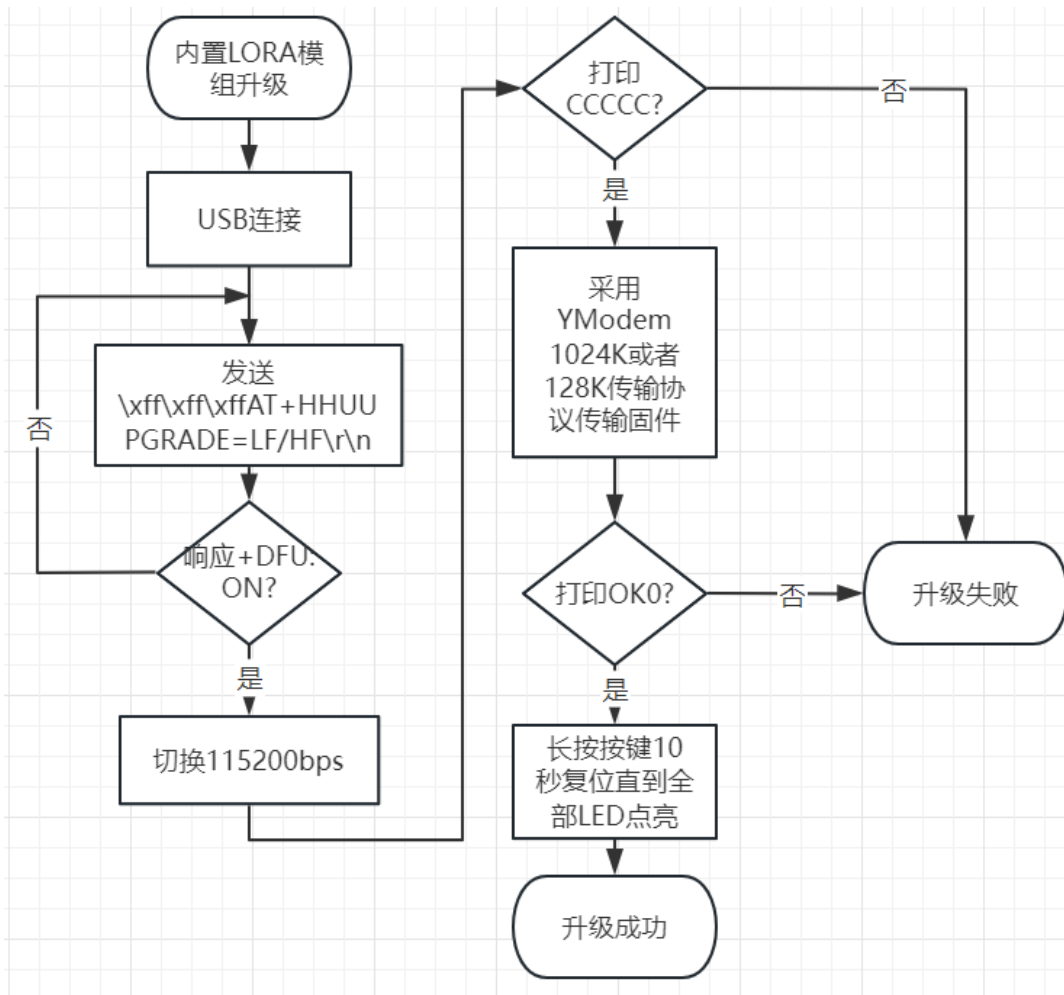 内置LORA模
组升级
USB连接
发送
\xff\xff\xffAT+HHUU
PGRADE=LF/HF\r\n
否
响应+DFU:
ON?
是
切换115200bps
打印
CCCCC?
否
是
采用
YModem
1024K或者
128K传输协
议传输固件
打印OK0?
否
升级失败
是
长按按键10
秒复位直到全
部LED点亮
升级成功